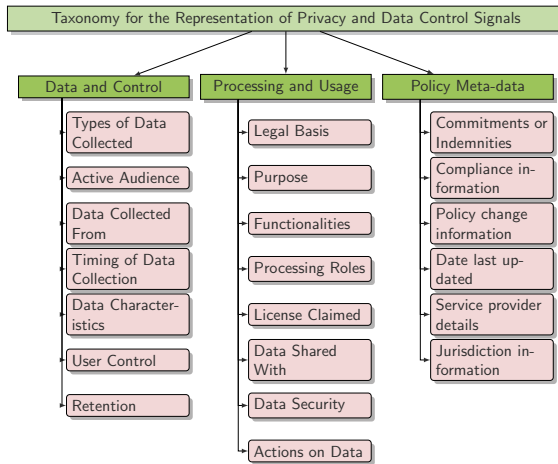 Taxonomy for the Representation of Privacy and Data Control Signals
Data and Control
Types of Data
Collected
Active Audience
Data Collected
From
Timing of Data
Collection
Data Character-
istics
User Control
Retention
Processing and Usage
Legal Basis
Purpose
Functionalities
Processing Roles
License Claimed
Data Shared
With
Data Security
Actions on Data
Policy Meta-data
Commitments or
Indemnities
Compliance in-
formation
Policy change
information
Date last up-
dated
Service provider
details
Jurisdiction in-
formation